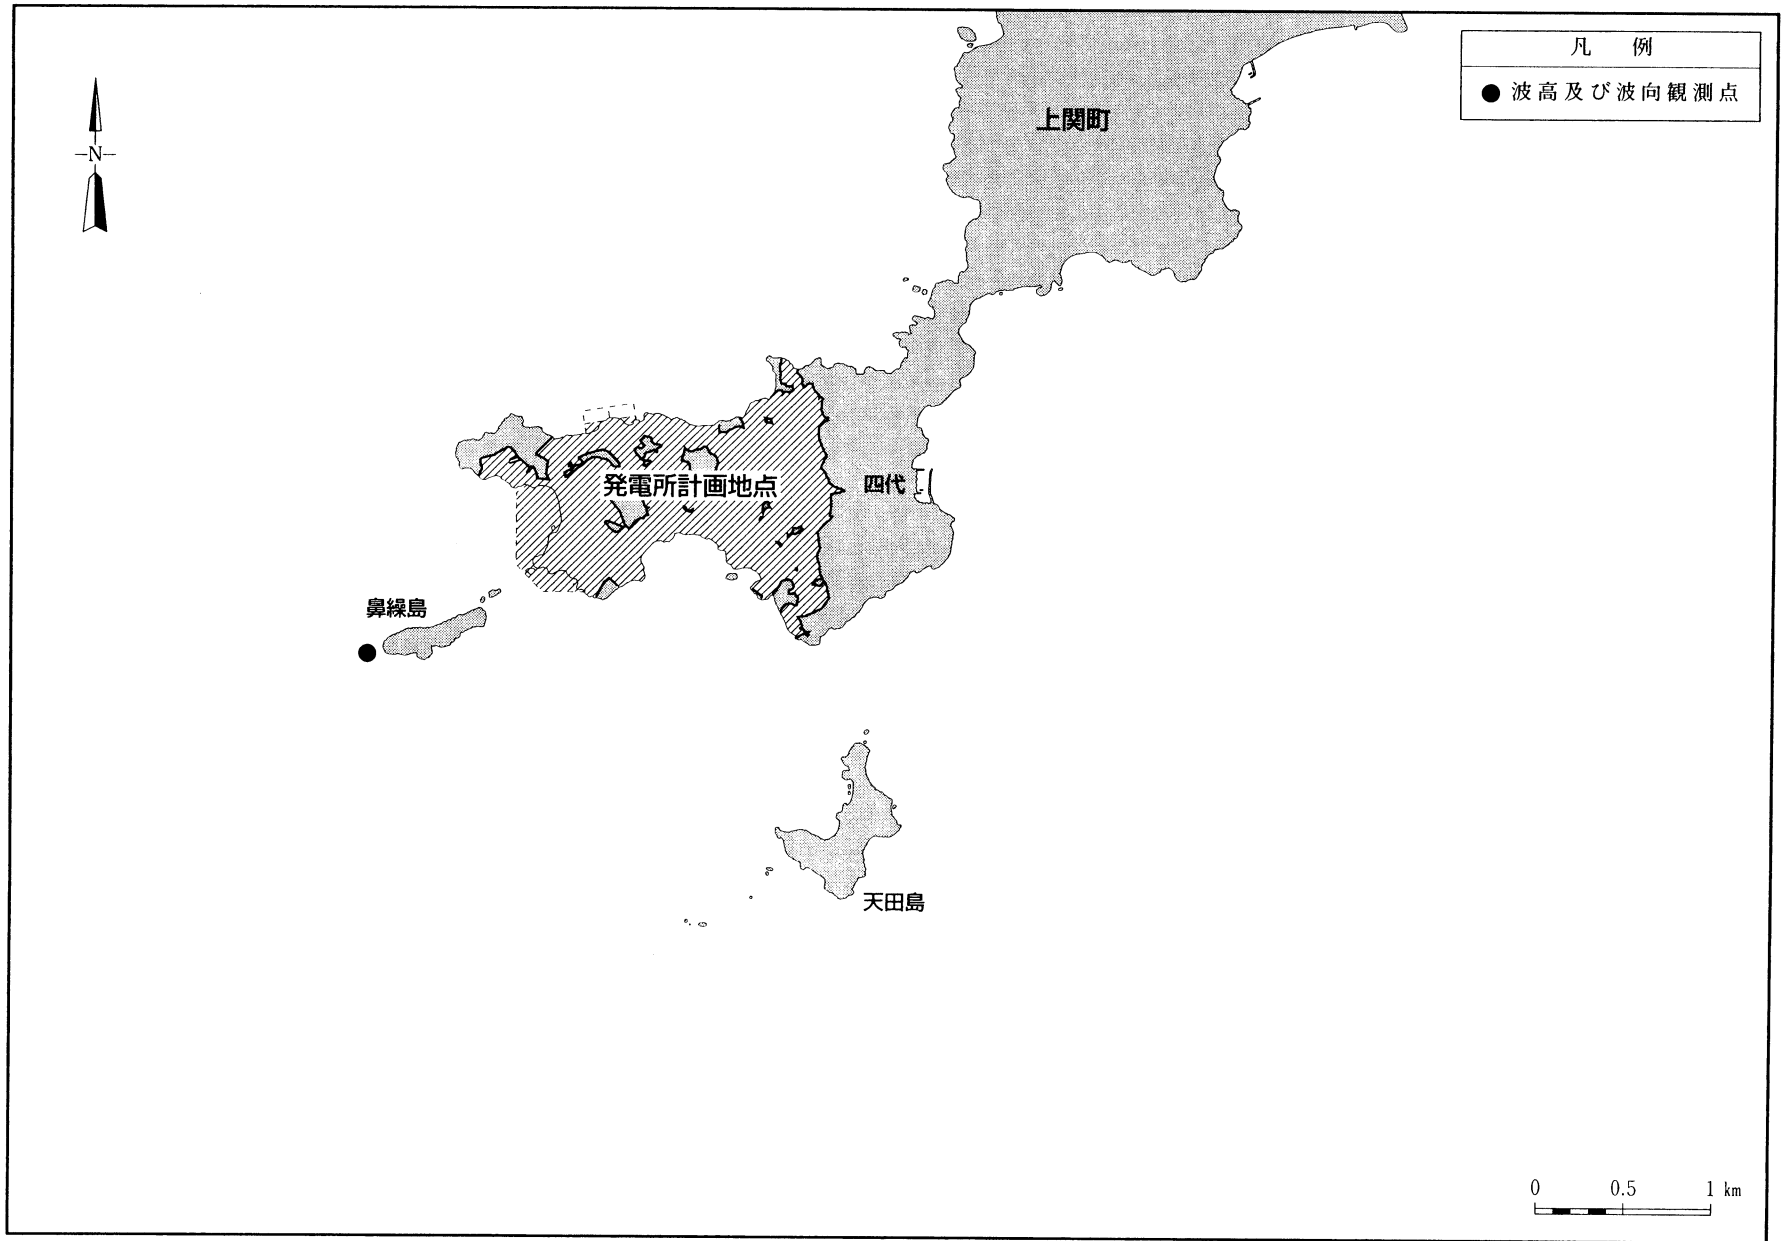 凡 例
●波高及び波向観測点
N
上関町
発電所計画地点
四代
鼻繰島
天田島
0 0.5 1 km